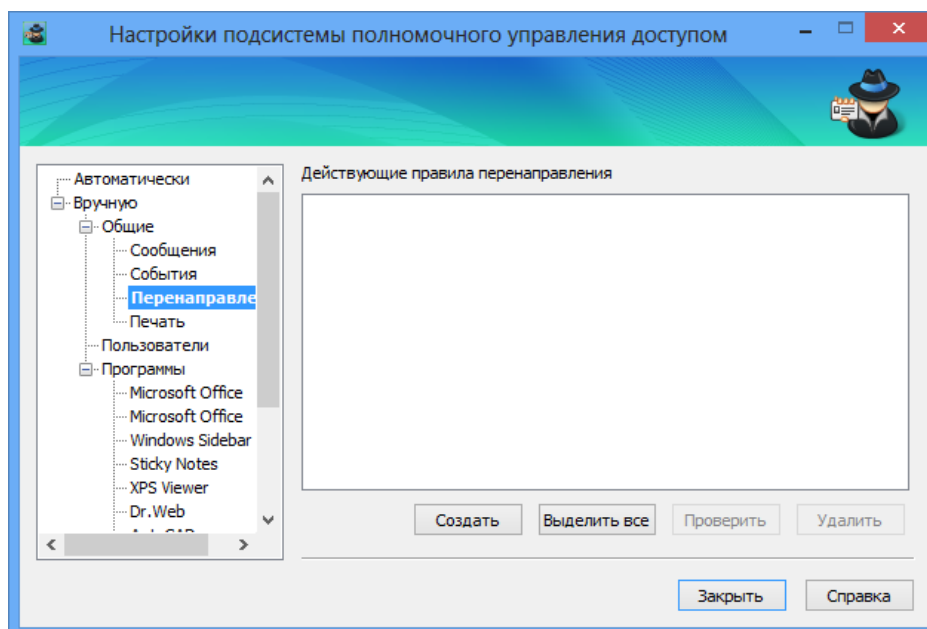 Настройки подсистемы полномочного управления доступом
Автоматически
Вручную
Общие
Сообщения
События
Перенаправле
Печать
Пользователи
Программы
Microsoft Office
Microsoft Office
Windows Sidebar
Sticky Notes
XPS Viewer
Dr.Web
Действующие правила перенаправления
Создать
Выделить все
Проверить
Удалить
Закрыть
Справка